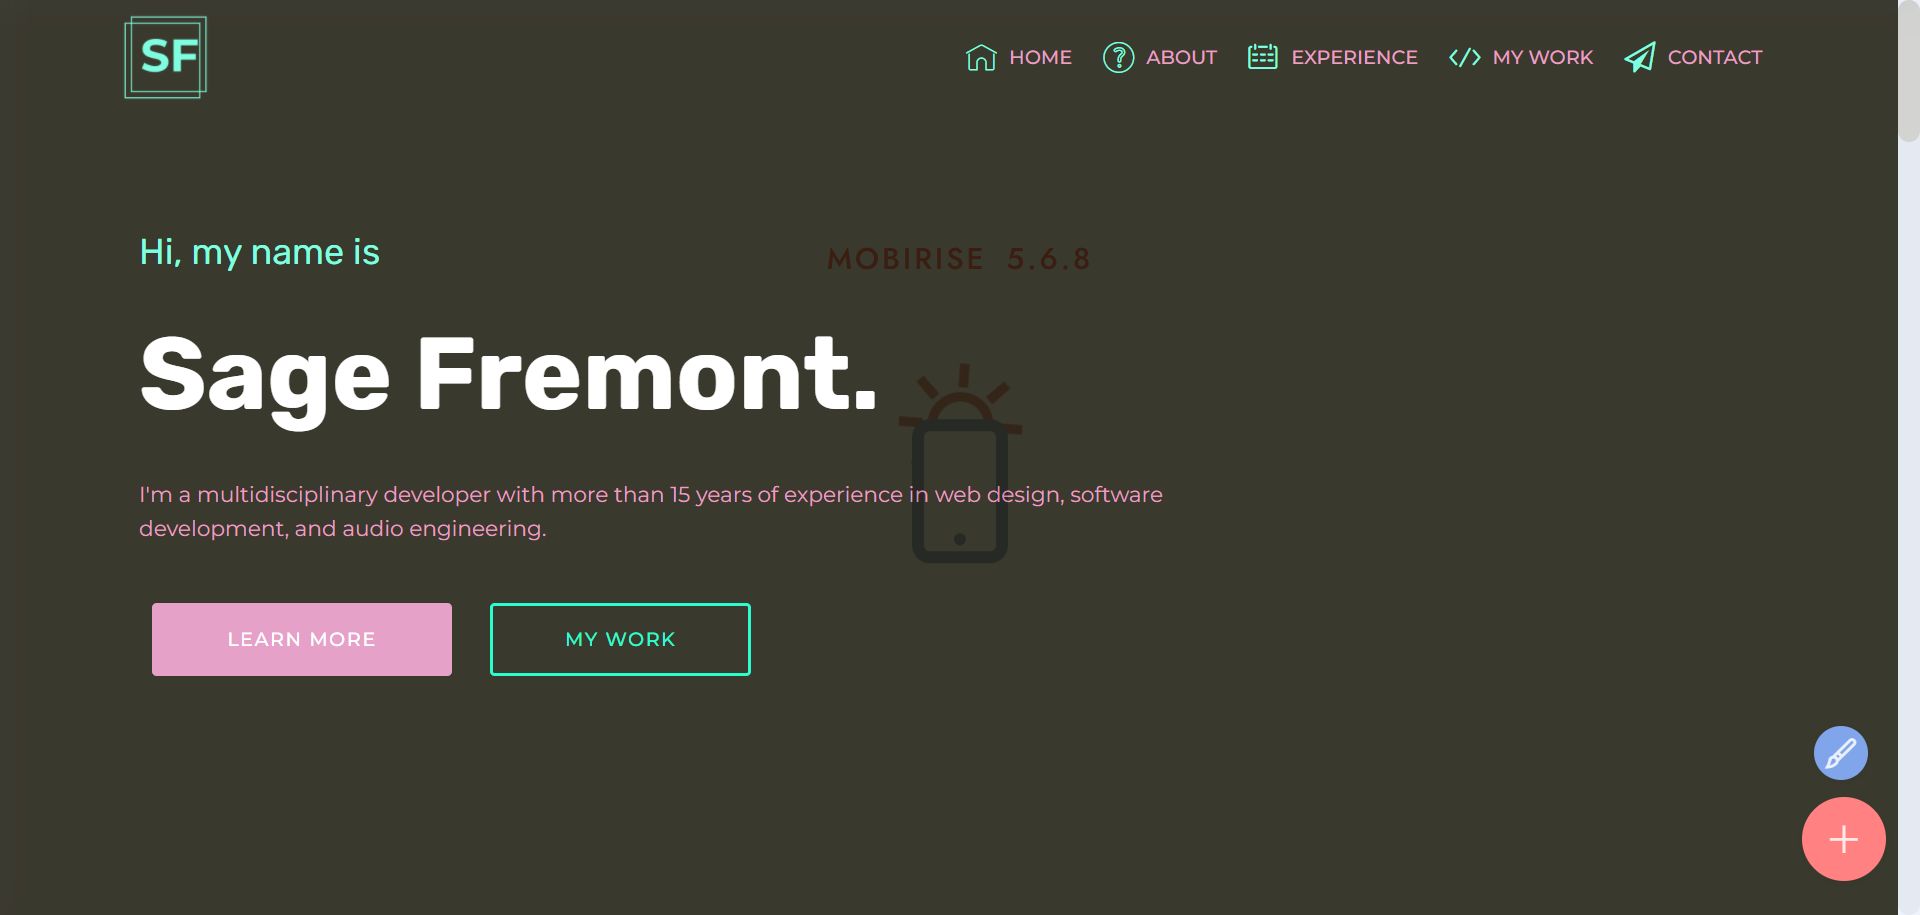 SF
HOME ABOUT EXPERIENCE MY WORK CONTACT
Hi, my name is
MOBIRISE 5.6.8
Sage Fremont.
I'm a multidisciplinary developer with more than 15 years of experience in web design, software
development, and audio engineering.
LEARN MORE MY WORK